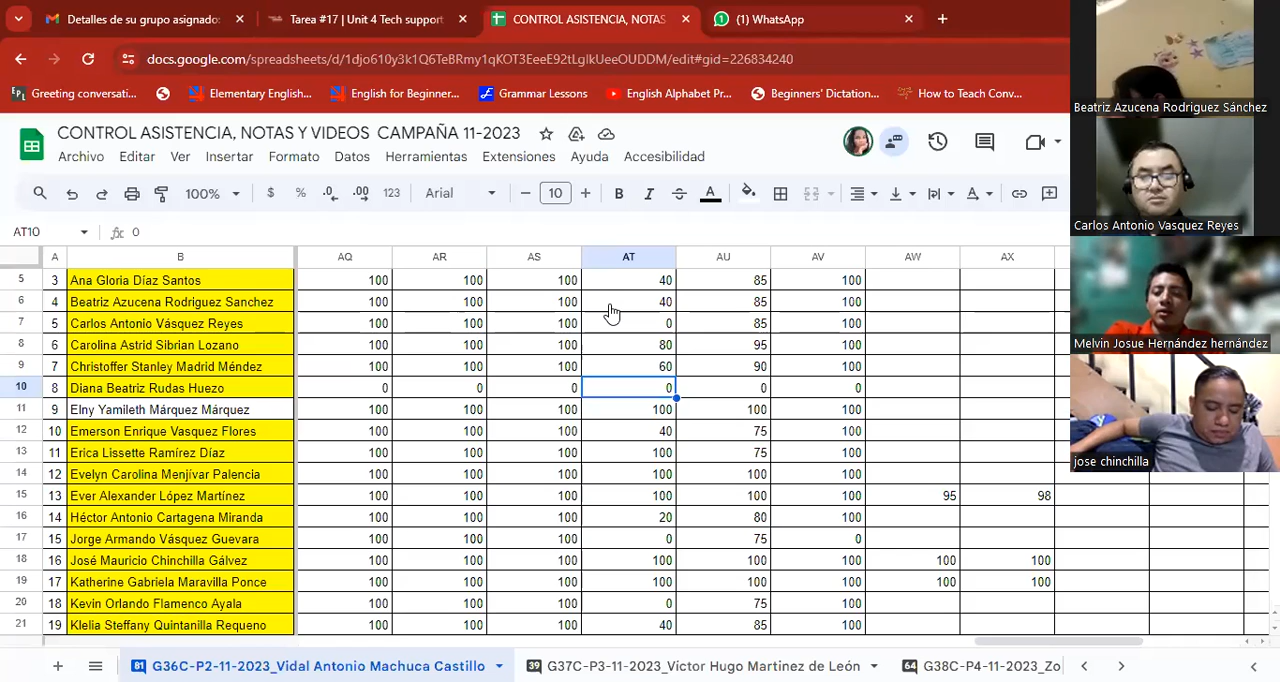 Detalles de su grupo asignado: Tarea #17 | Unit 4 Tech support CONTROL ASISTENCIA, NOTAS (1) WhatsApp
docs.google.com/spreadsheets/d/1djo610y3k1Q6TeBRmy1qKOT3EeeE92tLglkUeeOUDDM/edit#gid=226834240
EPL Greeting conversati... Elementary English... English for Beginner... Grammar Lessons English Alphabet Pr... Beginners' Dictation... How to Teach Conv...
CONTROL ASISTENCIA, NOTAS Y VIDEOS CAMPAÑA 11-2023
Archivo Editar Ver Insertar Formato Datos Herramientas Extensiones Ayuda Accesibilidad
100% $ % .0 .00 123 Arial 10 B I S A
AT10 fx 0
A B AQ AR AS AT AU AV AW AX
5 3 Ana Gloria Díaz Santos 100 100 100 40 85 100
6 4 Beatriz Azucena Rodriguez Sanchez 100 100 100 40 85 100
7 5 Carlos Antonio Vásquez Reyes 100 100 100 0 85 100
8 6 Carolina Astrid Sibrian Lozano 100 100 100 80 95 100
9 7 Christoffer Stanley Madrid Méndez 100 100 100 60 90 100
10 8 Diana Beatriz Rudas Huezo 0 0 0 0 0 0
11 9 Elny Yamileth Márquez Márquez 100 100 100 100 100 100
12 10 Emerson Enrique Vasquez Flores 100 100 100 40 75 100
13 11 Erica Lissette Ramírez Díaz 100 100 100 100 75 100
14 12 Evelyn Carolina Menjívar Palencia 100 100 100 100 100 100
15 13 Ever Alexander López Martínez 100 100 100 100 100 100 95 98
16 14 Héctor Antonio Cartagena Miranda 100 100 100 20 80 100
17 15 Jorge Armando Vásquez Guevara 100 100 100 0 75 0
18 16 José Mauricio Chinchilla Gálvez 100 100 100 100 100 100 100 100
19 17 Katherine Gabriela Maravilla Ponce 100 100 100 100 100 100 100 100
20 18 Kevin Orlando Flamenco Ayala 100 100 100 0 75 100
21 19 Klelia Steffany Quintanilla Requeno 100 100 100 40 85 100
81 G36C-P2-11-2023_Vidal Antonio Machuca Castillo 39 G37C-P3-11-2023_Víctor Hugo Martinez de León 64 G38C-P4-11-2023_Zo
Beatriz Azucena Rodriguez Sánchez
Carlos Antonio Vasquez Reyes
Melvin Josue Hernández hernández
jose chinchilla